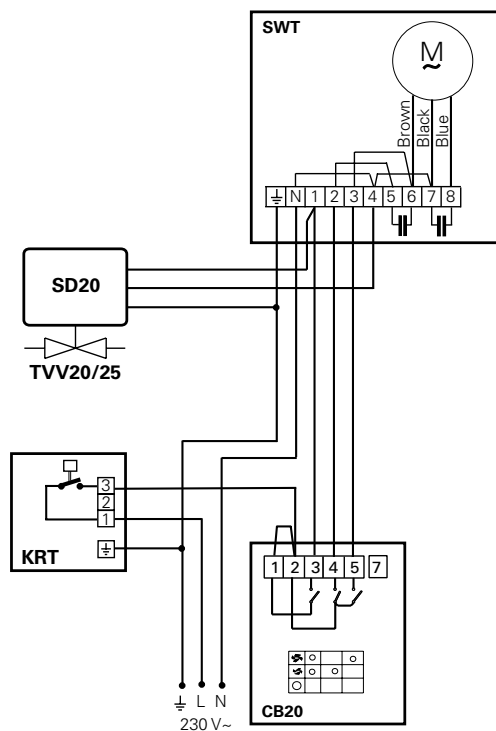 SWT
M
~
Brown
Black
Blue
N 1 2 3 4 5 6 7 8
SD20
TVV20/25
3
2
1
KRT
1 2 3 4 5 7
L N
230 V~
CB20